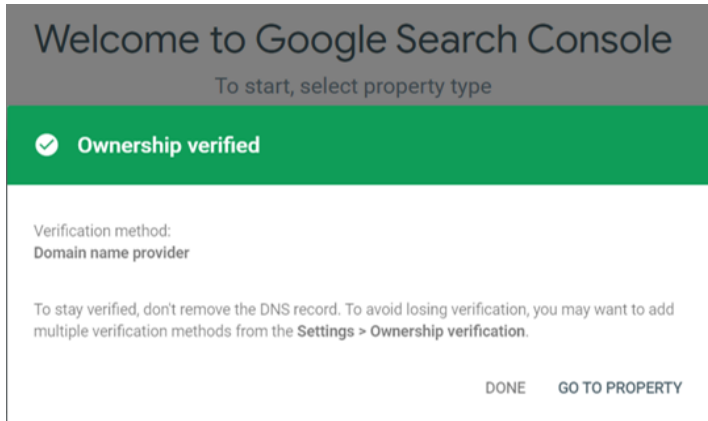 Welcome to Google Search Console
To start, select property type
Ownership verified
Verification method:
Domain name provider
To stay verified, don't remove the DNS record. To avoid losing verification, you may want to add
multiple verification methods from the Settings > Ownership verification.
DONE GO TO PROPERTY